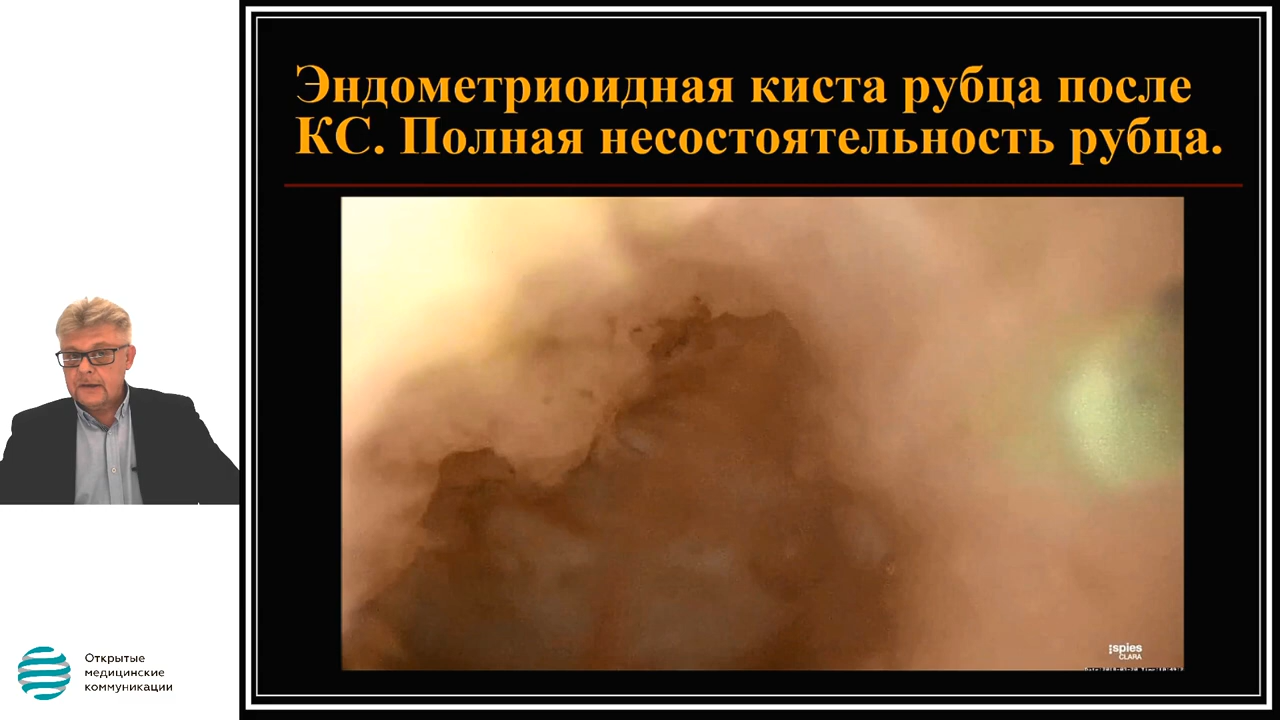 Эндометриоидная киста рубца после
КС. Полная несостоятельность рубца.
Открытые
медицинские
коммуникации
spies
CLARA